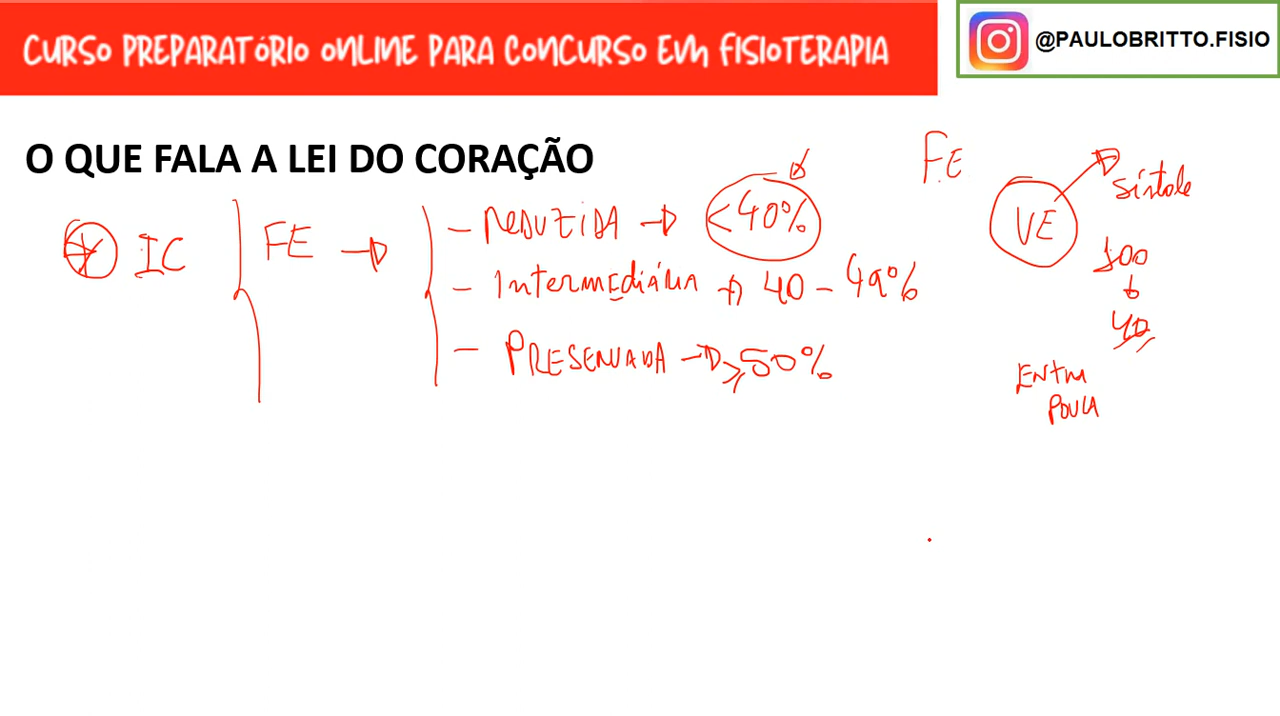 CURSO PREPARATÓRIO ONLINE PARA CONCURSO EM FISIOTERAPIA
@PAULOBRITTO.FISIO
O QUE FALA A LEI DO CORAÇÃO
IC
FE →
- REDUZIDA → <40%
- Intermediária → 40 - 49%
- PRESERVADA → ≥50%
FE
VE
Sístole
100
40
ENTRA
POUCA